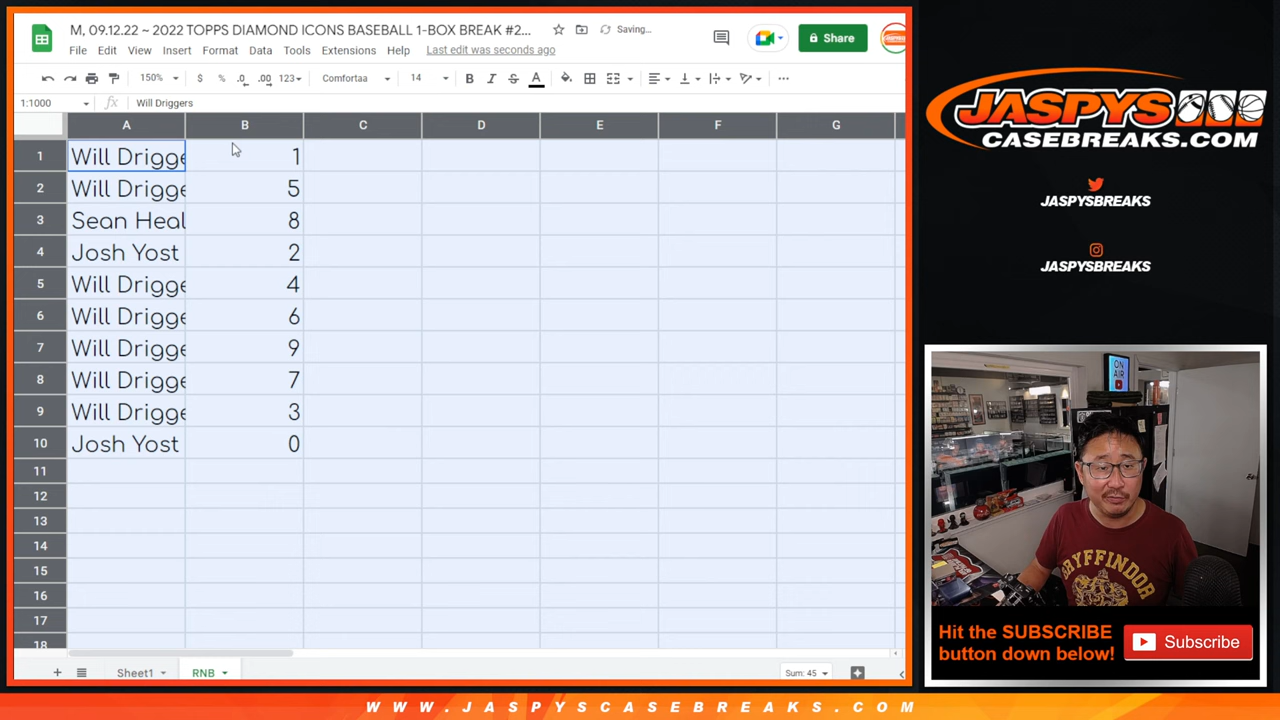 M, 09.12.22 ~ 2022 TOPPS DIAMOND ICONS BASEBALL 1-BOX BREAK #2... Saving...
File Edit View Insert Format Data Tools Extensions Help Last edit was seconds ago
Share
150% $ % .0 .00 123 Comfortaa 14 B I S A
1:1000 fx Will Driggers
A B C D E F G
1 Will Drigge 1
2 Will Drigge 5
3 Sean Heal 8
4 Josh Yost 2
5 Will Drigge 4
6 Will Drigge 6
7 Will Drigge 9
8 Will Drigge 7
9 Will Drigge 3
10 Josh Yost 0
11
12
13
14
15
16
17
18
Sheet1 RNB Sum: 45
JASPYS
CASEBREAKS.COM
JASPYSBREAKS
JASPYSBREAKS
ON AIR
GRYFFINDOR
Hit the SUBSCRIBE
button down below!
Subscribe
WWW.JASPYSCASEBREAKS.COM